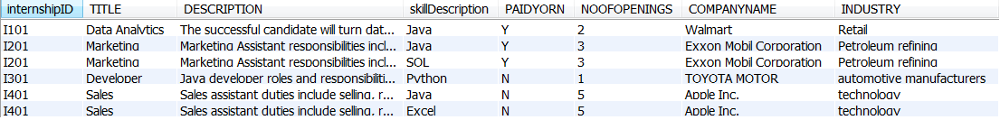 internshipID TITLE DESCRIPTION skillDescription PAIDYORN NOOFOPENINGS COMPANYNAME INDUSTRY
I101 Data Analytics The successful candidate will turn dat... Java Y 2 Walmart Retail
I201 Marketing Marketing Assistant responsibilities incl... Java Y 3 Exxon Mobil Corporation Petroleum refining
I201 Marketing Marketing Assistant responsibilities incl... SQL Y 3 Exxon Mobil Corporation Petroleum refining
I301 Developer Java developer roles and responsibiliti... Python N 1 TOYOTA MOTOR automotive manufacturers
I401 Sales Sales assistant duties include selling, r... Java N 5 Apple Inc. technology
I401 Sales Sales assistant duties include selling, r... Excel N 5 Apple Inc. technology